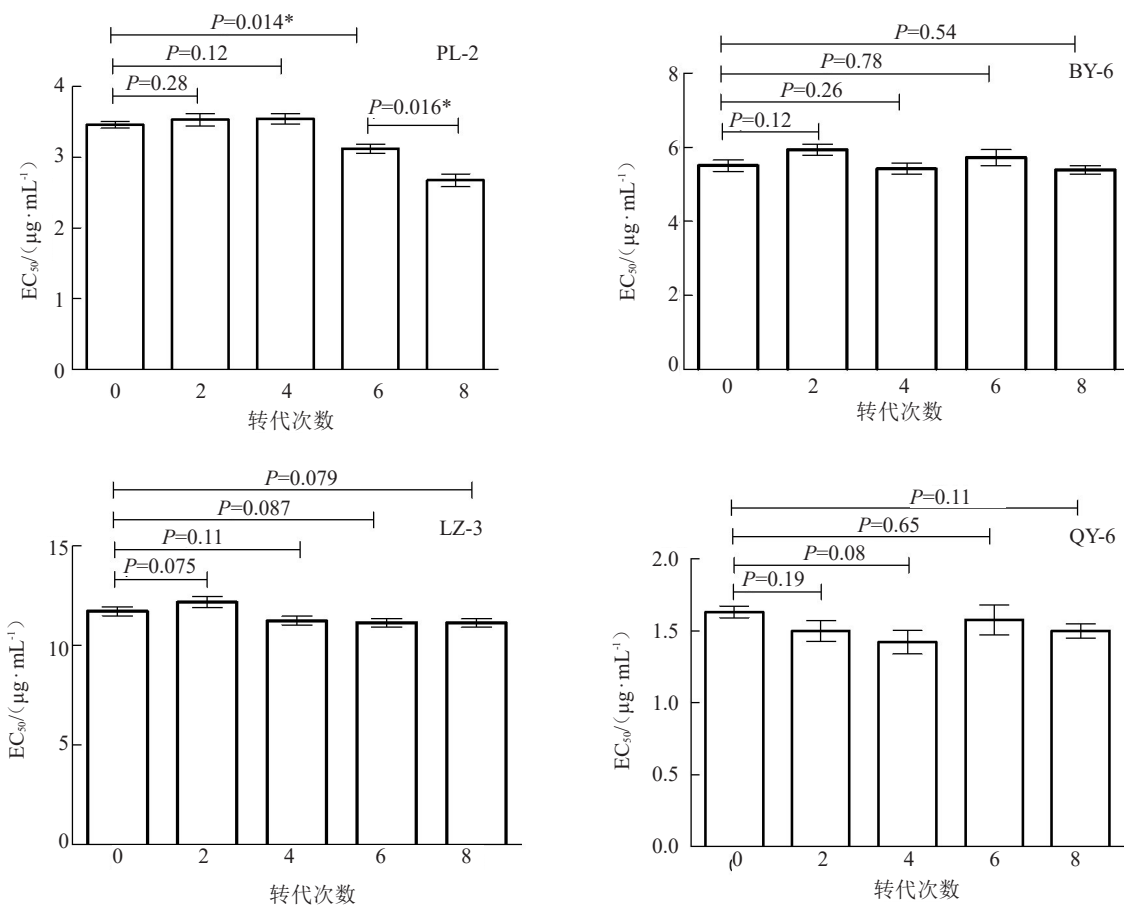 P=0.014*
PL-2
P=0.12
P=0.28
P=0.016*
4
3
2
1
0
EC₅₀/(μg·mL⁻¹)
0 2 4 6 8
转代次数
P=0.54
BY-6
P=0.78
P=0.26
P=0.12
8
6
4
2
0
EC₅₀/(μg·mL⁻¹)
0 2 4 6 8
转代次数
P=0.079
P=0.087
LZ-3
P=0.11
P=0.075
15
10
5
0
EC₅₀/(μg·mL⁻¹)
0 2 4 6 8
转代次数
P=0.11
P=0.65
QY-6
P=0.08
P=0.19
2.0
1.5
1.0
0.5
0.0
EC₅₀/(μg·mL⁻¹)
0 2 4 6 8
转代次数